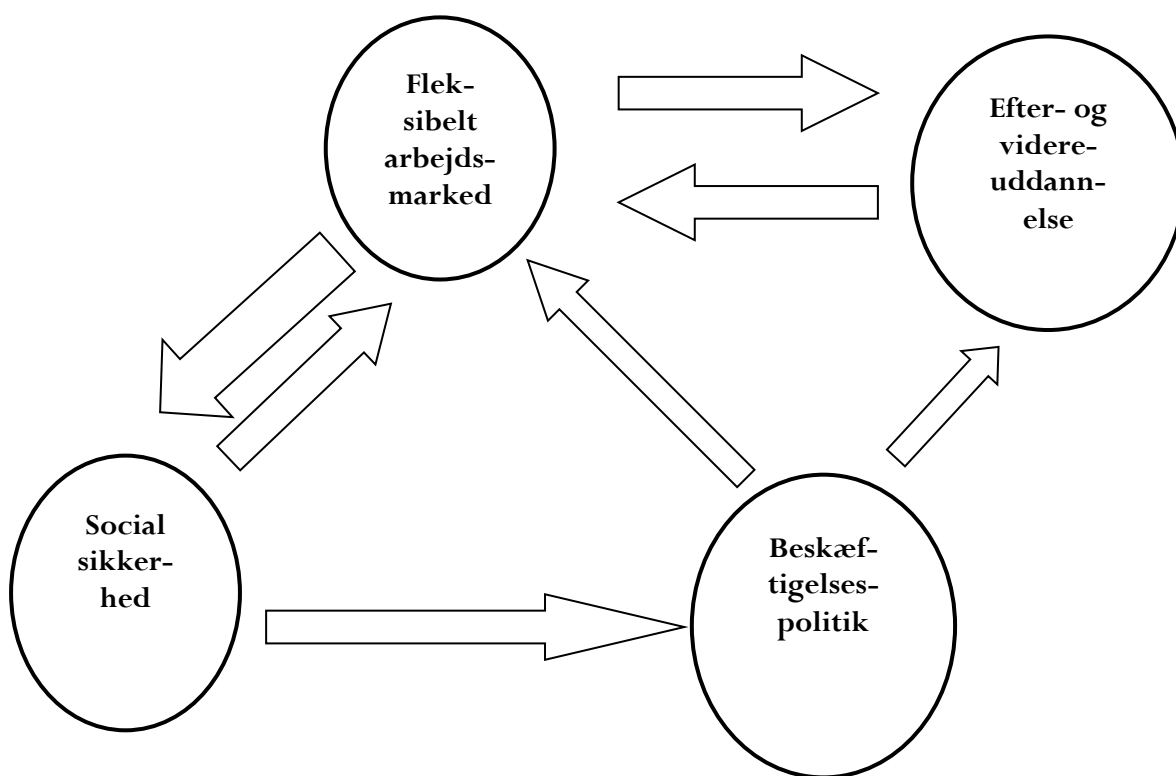 Flek-
sibelt
arbejds-
marked
Efter- og
videre-
uddann-
else
Social
sikker-
hed
Beskæf-
tigelses-
politik